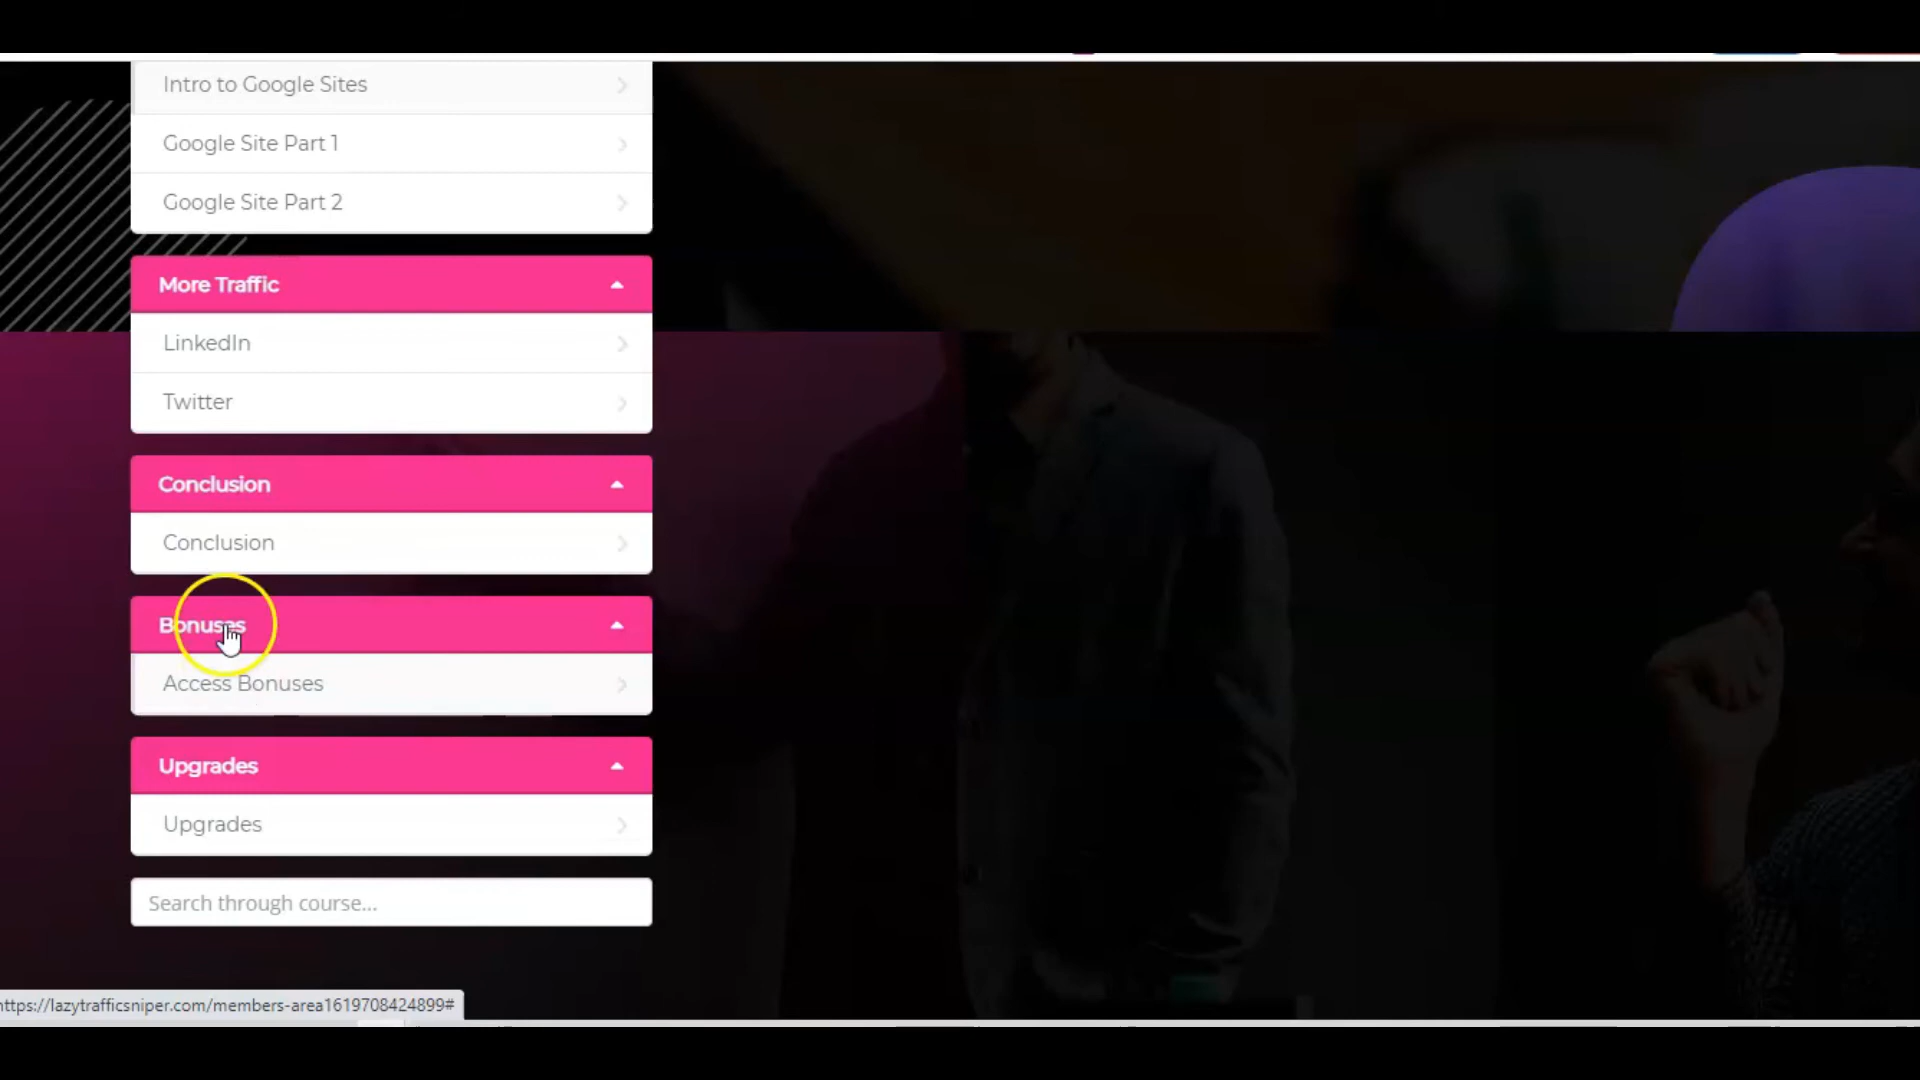 Intro to Google Sites
Google Site Part 1
Google Site Part 2
More Traffic
LinkedIn
Twitter
Conclusion
Conclusion
Bonuses
Access Bonuses
Upgrades
Upgrades
Search through course...
https://lazytrafficsniper.com/members-area1619708424899#